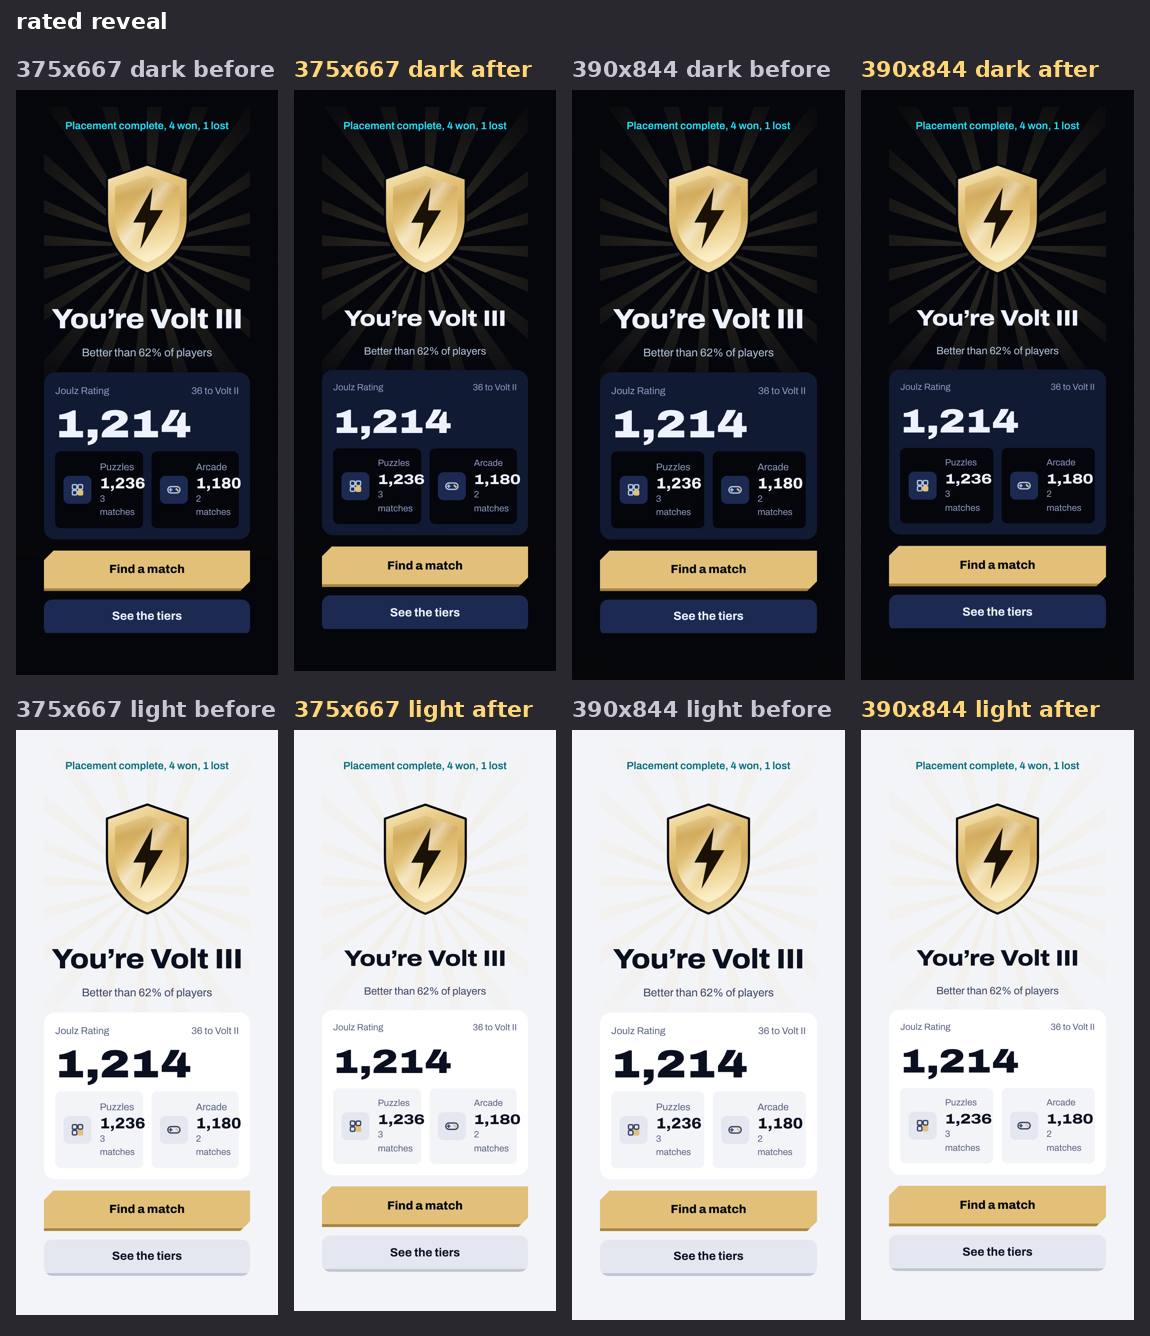 rated reveal
375x667 dark before
Placement complete, 4 won, 1 lost
You’re Volt III
Better than 62% of players
Joulz Rating 36 to Volt II
1,214
Puzzles
1,236
3
matches
Arcade
1,180
2
matches
Find a match
See the tiers
375x667 dark after
Placement complete, 4 won, 1 lost
You’re Volt III
Better than 62% of players
Joulz Rating 36 to Volt II
1,214
Puzzles
1,236
3
matches
Arcade
1,180
2
matches
Find a match
See the tiers
390x844 dark before
Placement complete, 4 won, 1 lost
You’re Volt III
Better than 62% of players
Joulz Rating 36 to Volt II
1,214
Puzzles
1,236
3
matches
Arcade
1,180
2
matches
Find a match
See the tiers
390x844 dark after
Placement complete, 4 won, 1 lost
You’re Volt III
Better than 62% of players
Joulz Rating 36 to Volt II
1,214
Puzzles
1,236
3
matches
Arcade
1,180
2
matches
Find a match
See the tiers
375x667 light before
Placement complete, 4 won, 1 lost
You’re Volt III
Better than 62% of players
Joulz Rating 36 to Volt II
1,214
Puzzles
1,236
3
matches
Arcade
1,180
2
matches
Find a match
See the tiers
375x667 light after
Placement complete, 4 won, 1 lost
You’re Volt III
Better than 62% of players
Joulz Rating 36 to Volt II
1,214
Puzzles
1,236
3
matches
Arcade
1,180
2
matches
Find a match
See the tiers
390x844 light before
Placement complete, 4 won, 1 lost
You’re Volt III
Better than 62% of players
Joulz Rating 36 to Volt II
1,214
Puzzles
1,236
3
matches
Arcade
1,180
2
matches
Find a match
See the tiers
390x844 light after
Placement complete, 4 won, 1 lost
You’re Volt III
Better than 62% of players
Joulz Rating 36 to Volt II
1,214
Puzzles
1,236
3
matches
Arcade
1,180
2
matches
Find a match
See the tiers